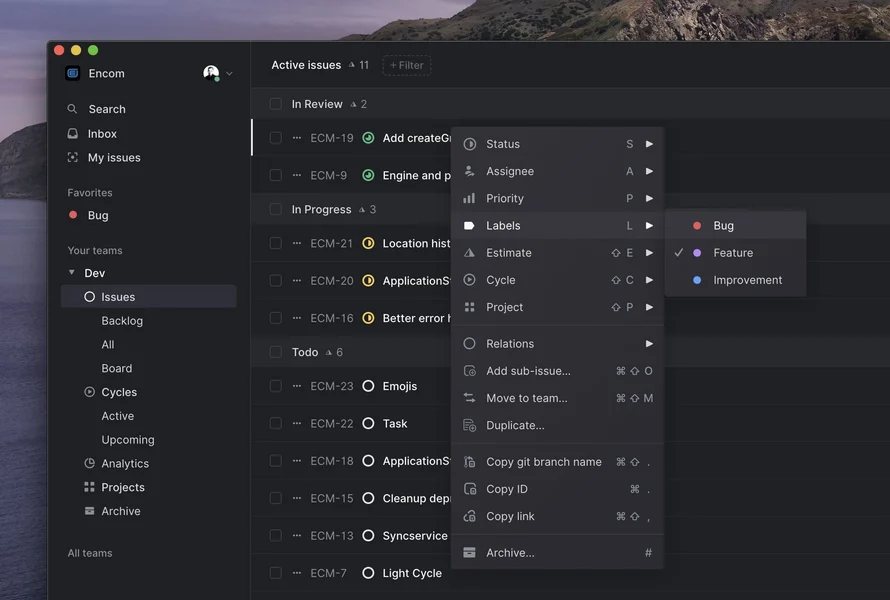 Encom
Search
Inbox
My issues
Favorites
Bug
Your teams
Dev
Issues
Backlog
All
Board
Cycles
Active
Upcoming
Analytics
Projects
Archive
All teams
Active issues 11 + Filter
In Review 2
ECM-19 Add createG
ECM-9 Engine and p
In Progress 3
ECM-21 Location hist
ECM-20 ApplicationS
ECM-16 Better error
Todo 6
ECM-23 Emojis
ECM-22 Task
ECM-18 ApplicationS
ECM-15 Cleanup dep
ECM-13 Syncservice
ECM-7 Light Cycle
Status S ▶
Assignee A ▶
Priority P ▶
Labels L ▶
Estimate ⇧ E ▶
Cycle ⇧ C ▶
Project ⇧ P ▶
Relations ▶
Add sub-issue... ⌘ ⇧ O
Move to team... ⌘ ⇧ M
Duplicate...
Copy git branch name ⌘ ⇧ .
Copy ID ⌘ .
Copy link ⌘ ⇧ ,
Archive... #
Bug
✓ Feature
Improvement